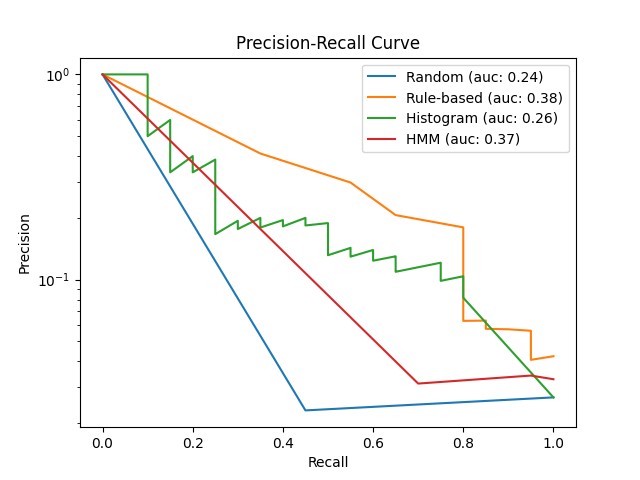 Precision-Recall Curve
Random (auc: 0.24)
Rule-based (auc: 0.38)
Histogram (auc: 0.26)
HMM (auc: 0.37)
10⁰
10⁻¹
Precision
0.0 0.2 0.4 0.6 0.8 1.0
Recall